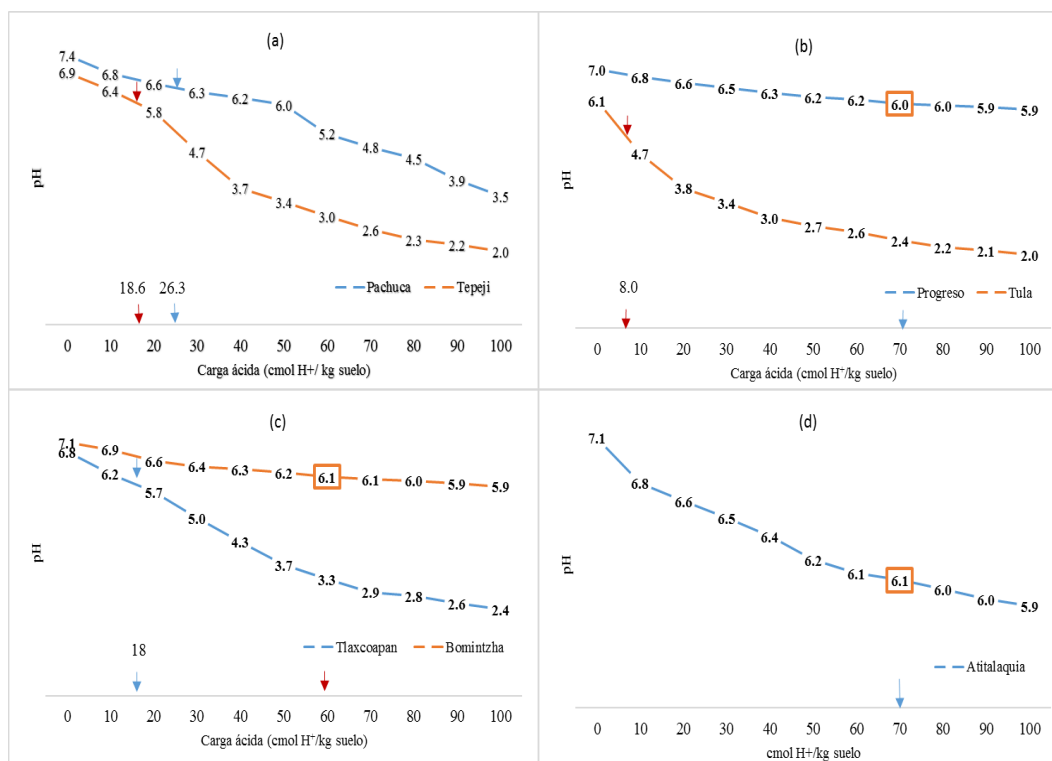 (a)
7.4 6.8 6.6 6.3 6.2 6.0 5.2 4.8 4.5 3.9 3.5
6.9 6.4 5.8 4.7 3.7 3.4 3.0 2.6 2.3 2.2 2.0
pH
Pachuca Tepeji
18.6 26.3
0 10 20 30 40 50 60 70 80 90 100
Carga ácida (cmol H+/ kg suelo)
(b)
7.0 6.8 6.6 6.5 6.3 6.2 6.2 6.0 6.0 5.9 5.9
6.1 4.7 3.8 3.4 3.0 2.7 2.6 2.4 2.2 2.1 2.0
pH
8.0
Progreso Tula
0 10 20 30 40 50 60 70 80 90 100
Carga ácida (cmol H⁺/kg suelo)
(c)
7.1 6.9 6.6 6.4 6.3 6.2 6.1 6.1 6.0 5.9 5.9
6.8 6.2 5.7 5.0 4.3 3.7 3.3 2.9 2.8 2.6 2.4
pH
18
Tlaxcoapan Bomintzha
0 10 20 30 40 50 60 70 80 90 100
Carga ácida (cmol H⁺/kg suelo)
(d)
7.1 6.8 6.6 6.5 6.4 6.2 6.1 6.1 6.0 6.0 5.9
pH
Atitalaquia
0 10 20 30 40 50 60 70 80 90 100
cmol H+/kg suelo